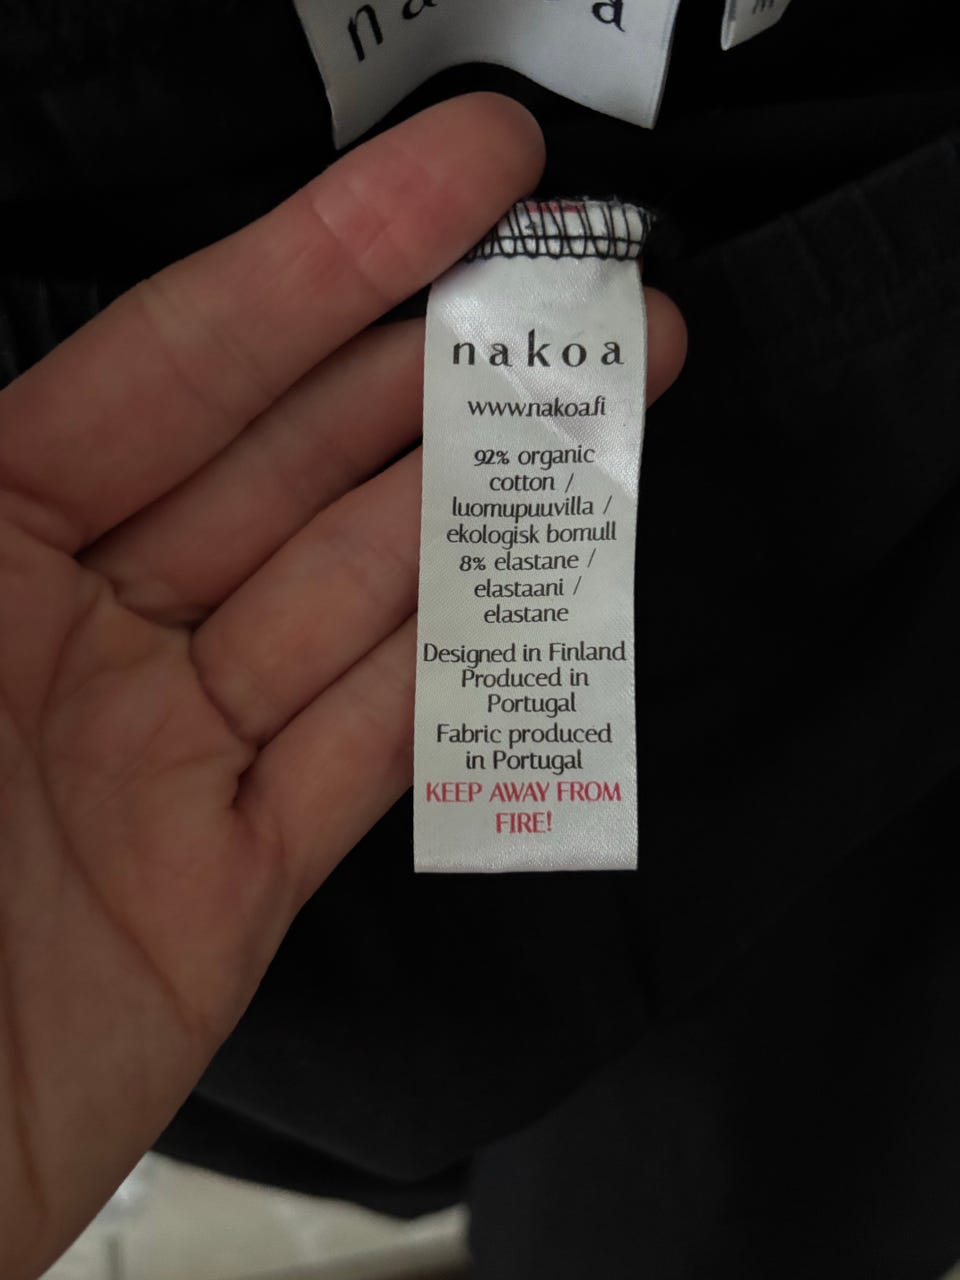 nakoa
nakoa
www.nakoa.fi
92% organic
cotton /
luomupuuvilla /
ekologisk bomull
8% elastane /
elastaani /
elastane
Designed in Finland
Produced in
Portugal
Fabric produced
in Portugal
KEEP AWAY FROM
FIRE!